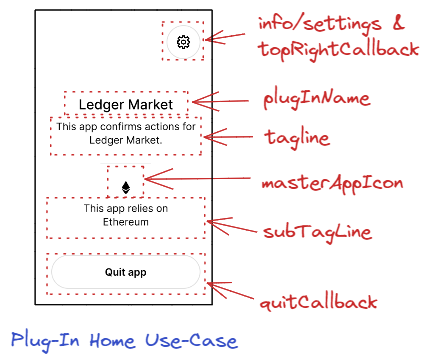 info/settings &
topRightCallback
Ledger Market
plugInName
This app confirms actions for
Ledger Market.
tagline
masterAppIcon
This app relies on
Ethereum
subTagLine
Quit app
quitCallback
Plug-In Home Use-Case